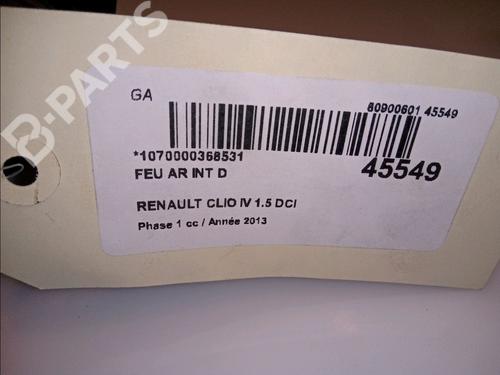 B-PARTS
GA
80900601 45549
*1070000368531
45549
FEU AR INT D
RENAULT CLIO IV 1.5 DCI
Phase 1 cc / Année 2013